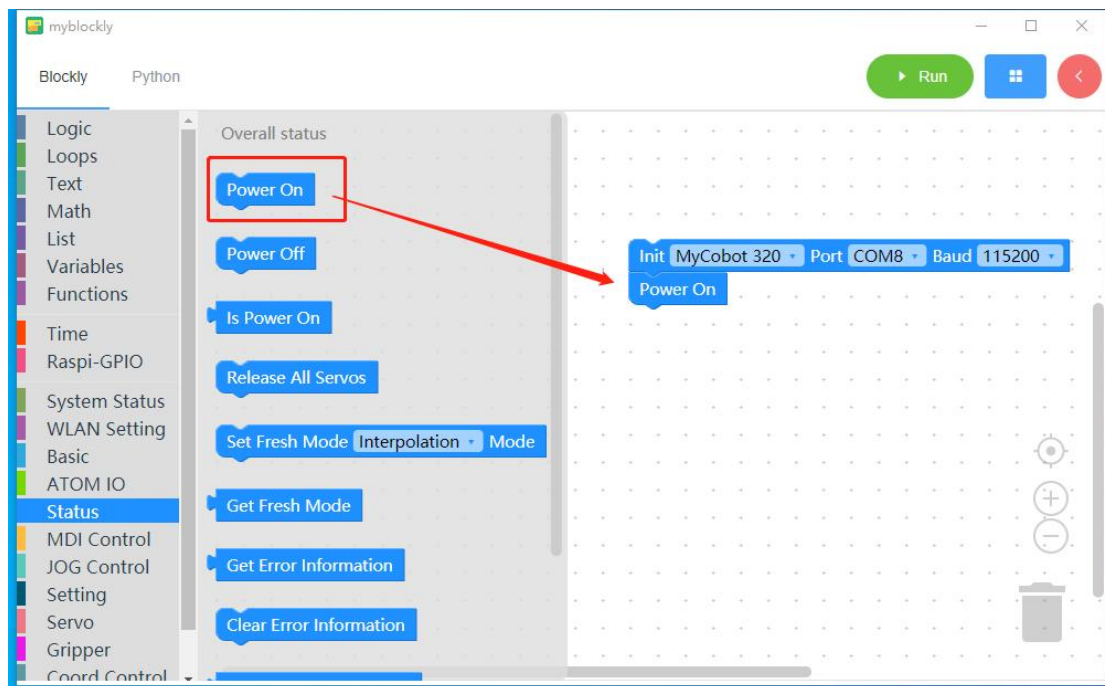 myblockly
Blockly Python
Run
Logic
Loops
Text
Math
List
Variables
Functions
Time
Raspi-GPIO
System Status
WLAN Setting
Basic
ATOM IO
Status
MDI Control
JOG Control
Setting
Servo
Gripper
Coord Control
Overall status
Power On
Power Off
Is Power On
Release All Servos
Set Fresh Mode Interpolation Mode
Get Fresh Mode
Get Error Information
Clear Error Information
Init MyCobot 320 Port COM8 Baud 115200
Power On